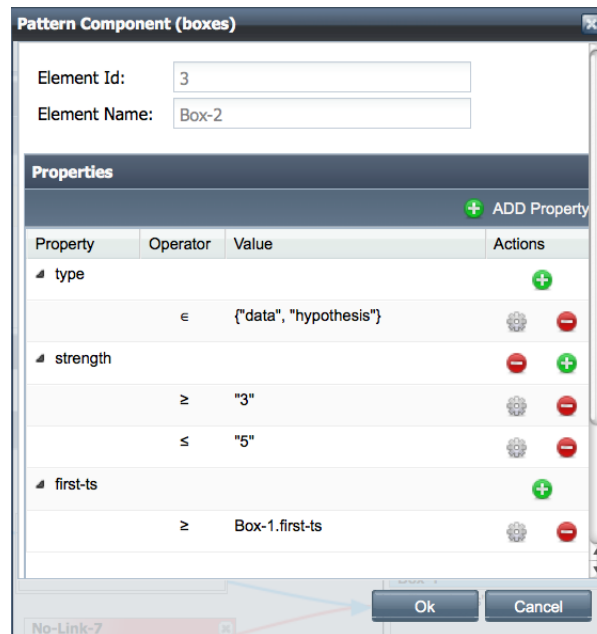 Pattern Component (boxes)
Element Id: 3
Element Name: Box-2
Properties
ADD Property
Property Operator Value Actions
type
∈ {"data", "hypothesis"}
strength
≥ "3"
≤ "5"
first-ts
≥ Box-1.first-ts
Ok Cancel
No-Link-7